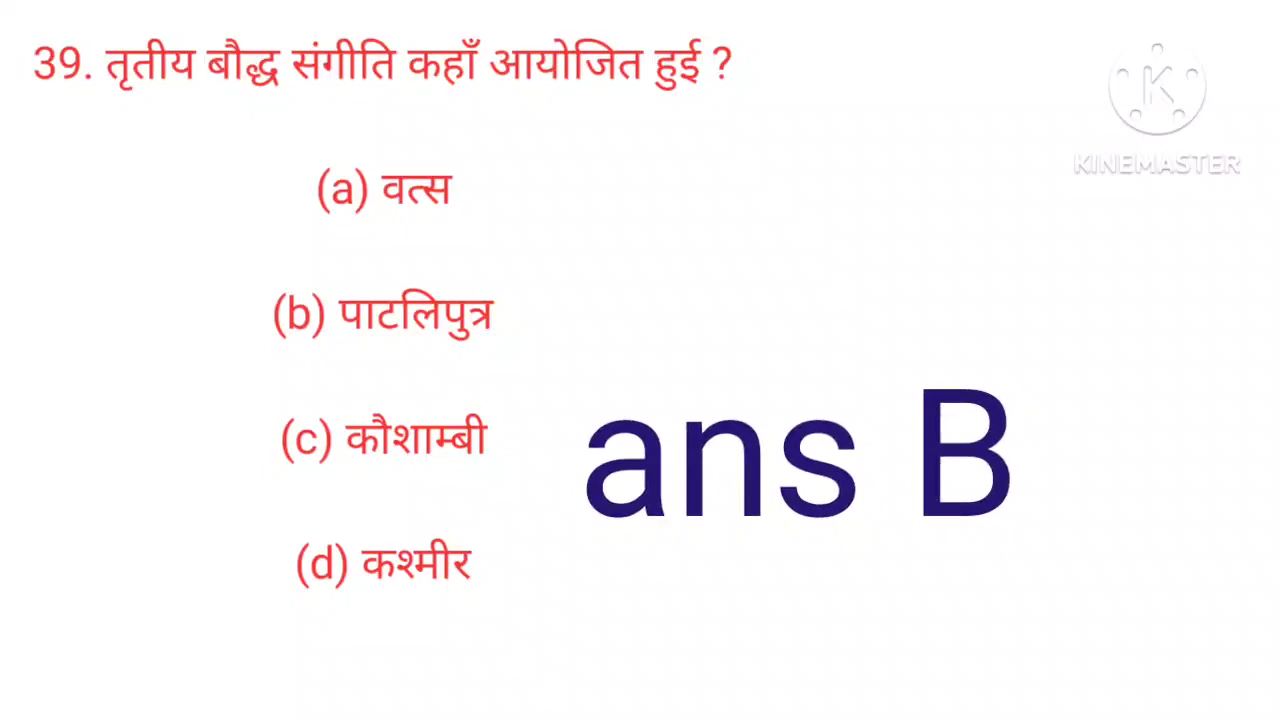 39. तृतीय बौद्ध संगीति कहाँ आयोजित हुई ?
K
KINEMASTER
(a) वत्स
(b) पाटलिपुत्र
(c) कौशाम्बी
ans B
(d) कश्मीर